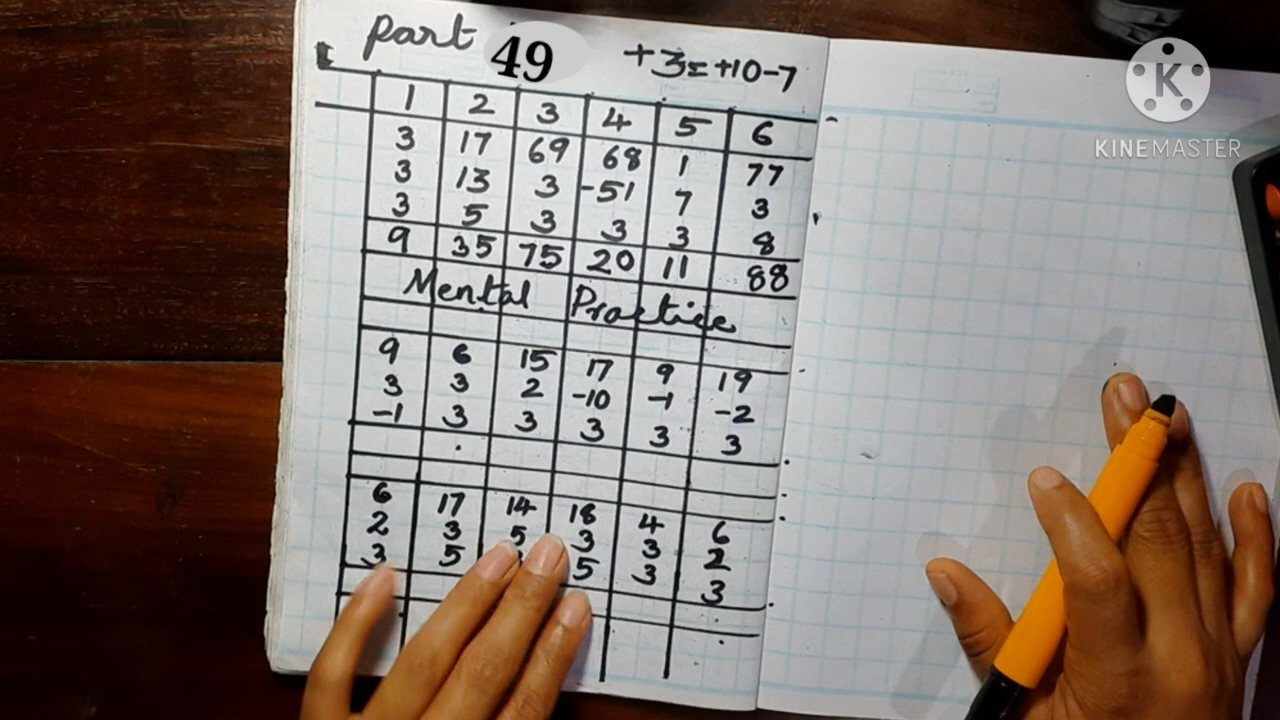 Part 49 +3=+10-7
K
KINEMASTER
1 2 3 4 5 6
3 17 69 68 1 77
3 13 3 -51 7 3
3 5 3 3 3 8
9 35 75 20 11 88
Mental Practice
9 6 15 17 9 19
3 3 2 -10 -1 -2
-1 3 3 3 3 3
6 17 14 18 4 6
2 3 5 3 3 2
3 5 5 3 3